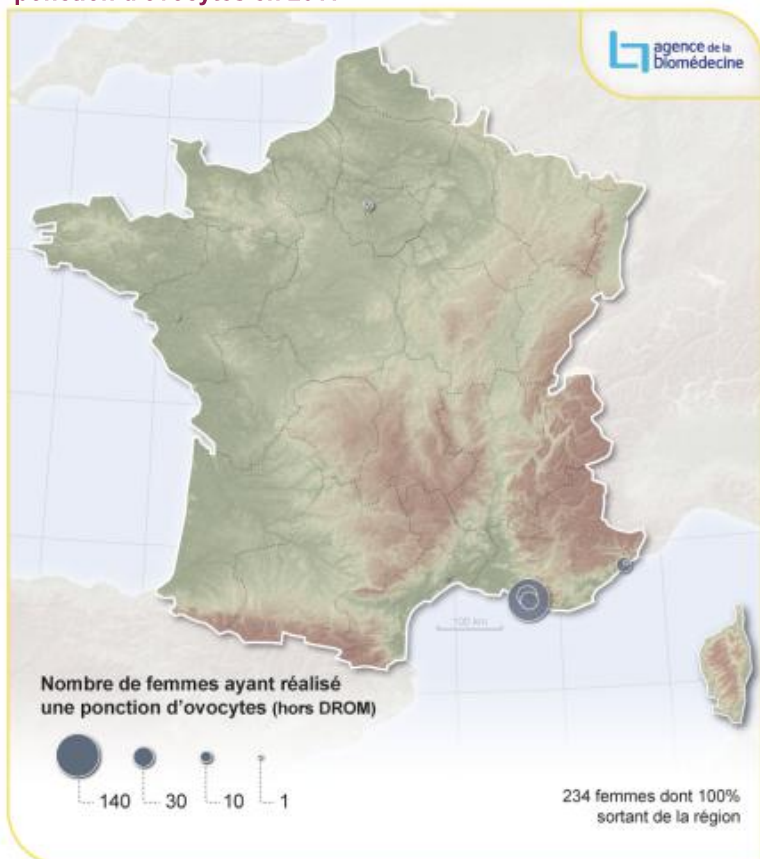 agence de la
biomédecine
100 km
Nombre de femmes ayant réalisé
une ponction d'ovocytes (hors DROM)
140 30 10 1
234 femmes dont 100%
sortant de la région